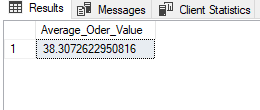 Results Messages Client Statistics
Average_Oder_Value
1 38.3072622950816